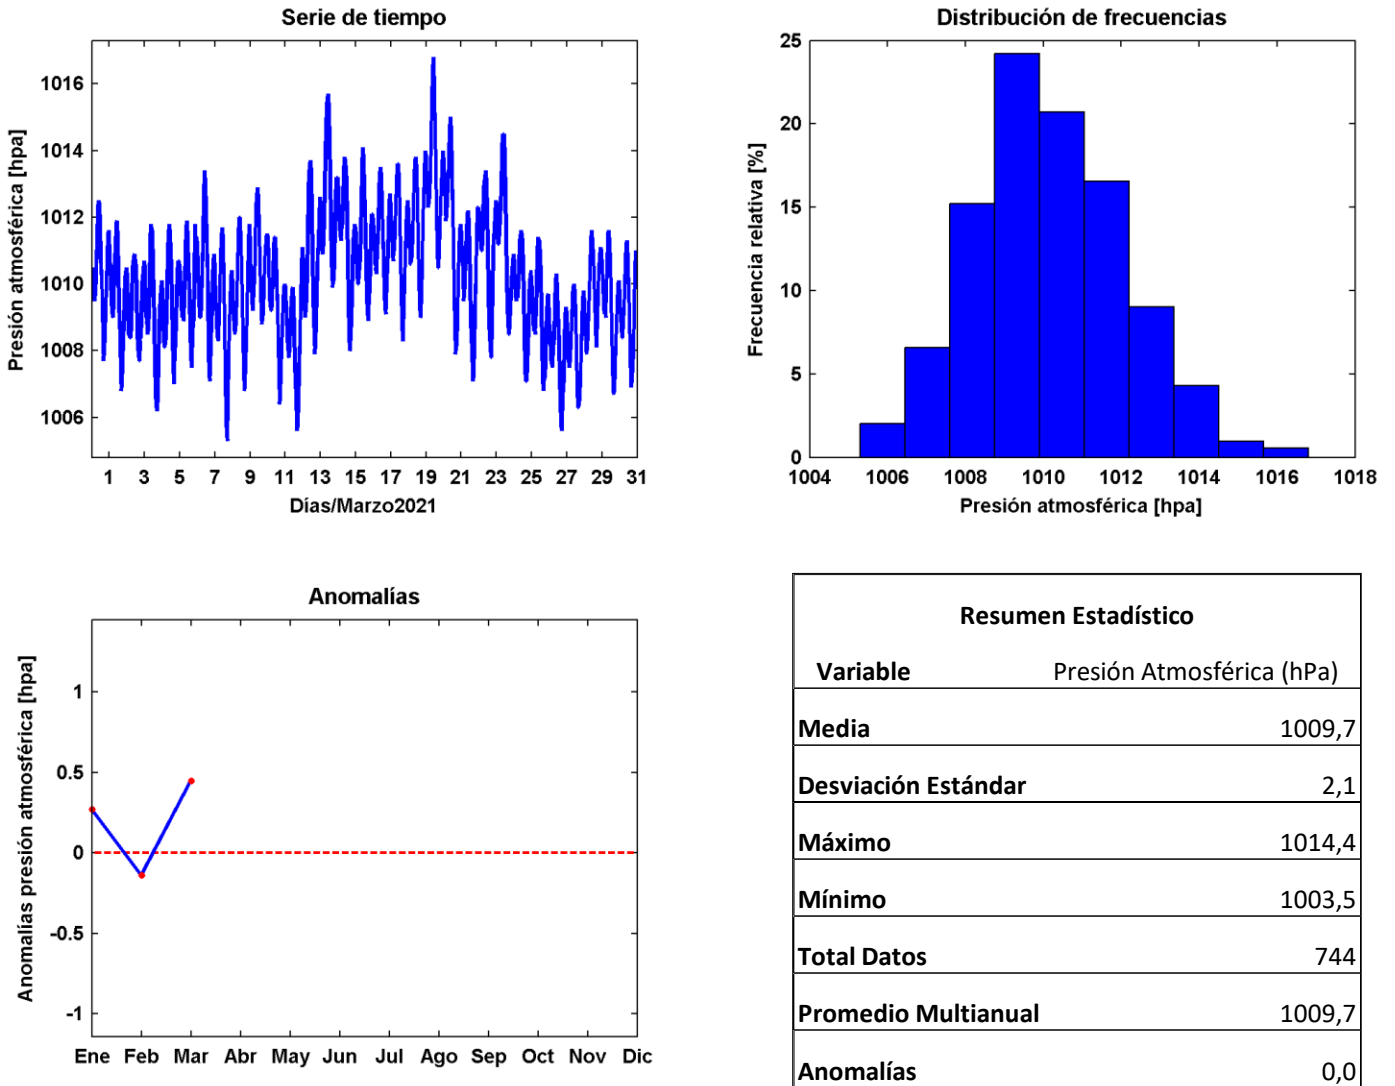 Serie de tiempo
Presión atmosférica [hpa]
1016
1014
1012
1010
1008
1006
1 3 5 7 9 11 13 15 17 19 21 23 25 27 29 31
Días/Marzo2021
Distribución de frecuencias
Frecuencia relativa [%]
25
20
15
10
5
0
1004 1006 1008 1010 1012 1014 1016 1018
Presión atmosférica [hpa]
Anomalías
Anomalías presión atmosférica [hpa]
1
0.5
0
-0.5
-1
Ene Feb Mar Abr May Jun Jul Ago Sep Oct Nov Dic
Resumen Estadístico
Variable Presión Atmosférica (hPa)
Media 1009,7
Desviación Estándar 2,1
Máximo 1014,4
Mínimo 1003,5
Total Datos 744
Promedio Multianual 1009,7
Anomalías 0,0